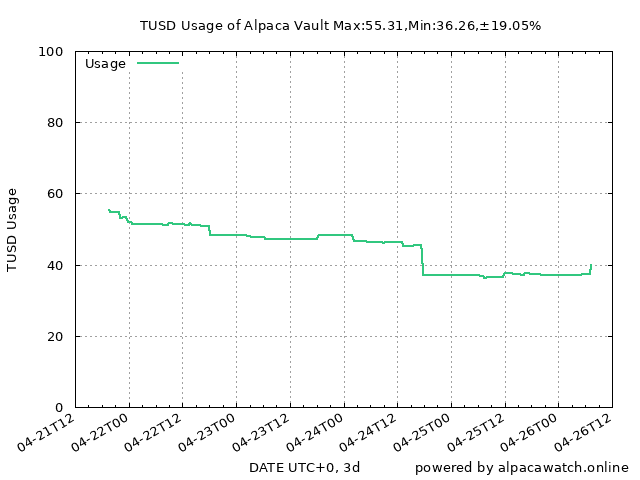 TUSD Usage of Alpaca Vault Max:55.31,Min:36.26,±19.05%
100
Usage
80
60
TUSD Usage
40
20
0
04-21T12
04-22T00
04-22T12
04-23T00
04-23T12
04-24T00
04-24T12
04-25T00
04-25T12
04-26T00
04-26T12
DATE UTC+0, 3d
powered by alpacawatch.online